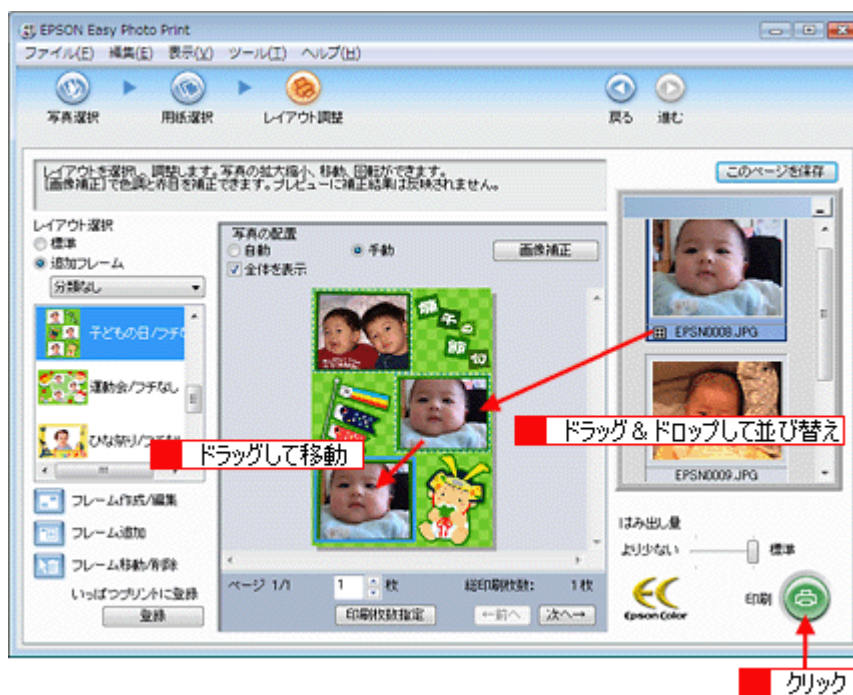 EPSON Easy Photo Print
ファイル(F) 編集(E) 表示(V) ツール(T) ヘルプ(H)
写真選択 用紙選択 レイアウト調整 戻る 進む
レイアウトを選択し、調整します。写真の拡大縮小、移動、回転ができます。
[画像補正]で色調と赤目を補正できます。プレビューに補正結果は反映されません。
このページを保存
レイアウト選択
標準
追加フレーム
分類なし
子どもの日/フチな
運動会/フチなし
ひな祭り/フチなし
フレーム作成/編集
フレーム追加
フレーム移動/削除
いっぱつプリントに登録
登録
写真の配置
自動 手動
画像補正
全体を表示
端午の
節句
ドラッグして移動
ドラッグ&ドロップして並び替え
ページ 1/1 1 枚 総印刷枚数: 1枚
印刷枚数指定 ←前へ 次へ→
EPSN0008.JPG
EPSN0009.JPG
はみ出し量
より少ない 標準
Epson Color
印刷
クリック